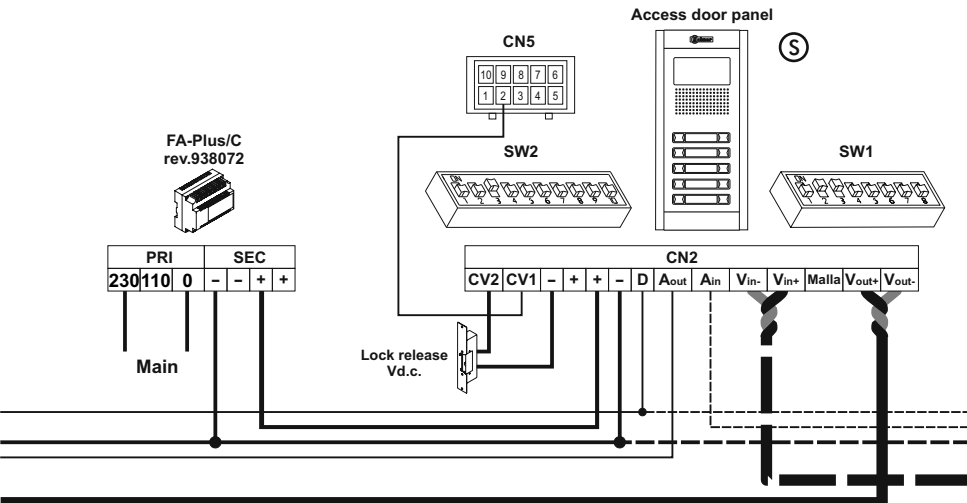 Access door panel
S
CN5
10 9 8 7 6
1 2 3 4 5
FA-Plus/C
rev.938072
SW2
SW1
ON
1 2 3 4 5 6 7 8 9 10
ON
1 2 3 4 5 6 7 8
PRI SEC
230 110 0 – – + +
Main
CN2
CV2 CV1 – + + – D Aout Ain Vin- Vin+ Malla Vout+ Vout-
Lock release
Vd.c.